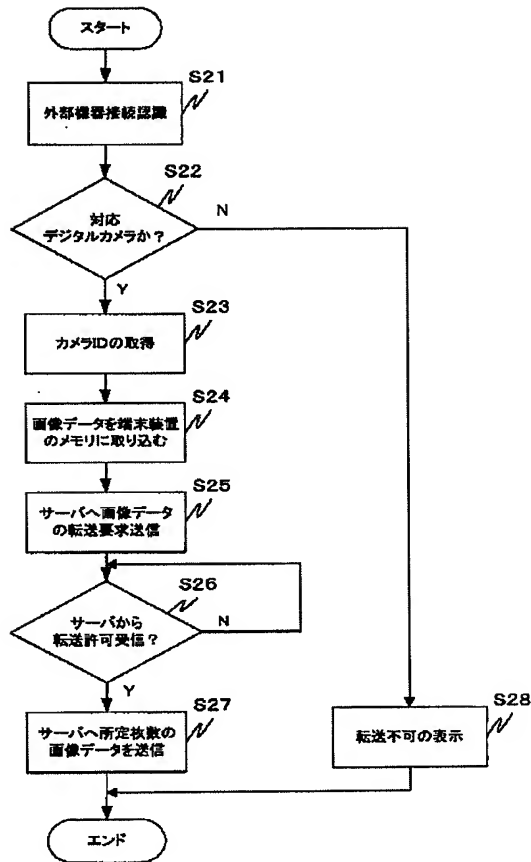 スタート
S21
外部機器接続認識
S22
対応
デジタルカメラか？
N
Y
S23
カメラIDの取得
S24
画像データを端末装置
のメモリに取り込む
S25
サーバへ画像データ
の転送要求送信
S26
サーバから
転送許可受信？
N
Y
S27
サーバへ所定枚数の
画像データを送信
S28
転送不可の表示
エンド